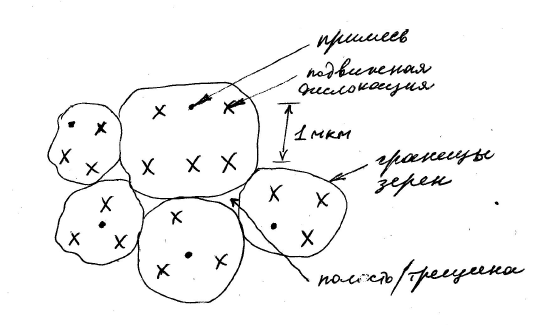 примесь
подвижная
дислокация
1 мкм
границы
зерен
полость/трещина